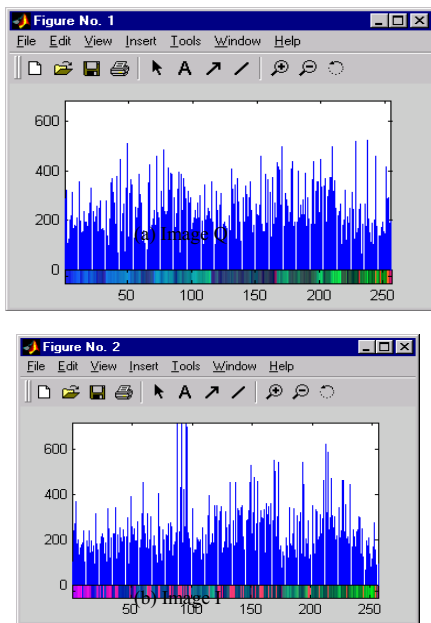 Figure No. 1
File Edit View Insert Tools Window Help
A
600
400
200
0
(a) Image Q
50 100 150 200 250
Figure No. 2
File Edit View Insert Tools Window Help
A
600
400
200
0
(b) Image I
50 100 150 200 250